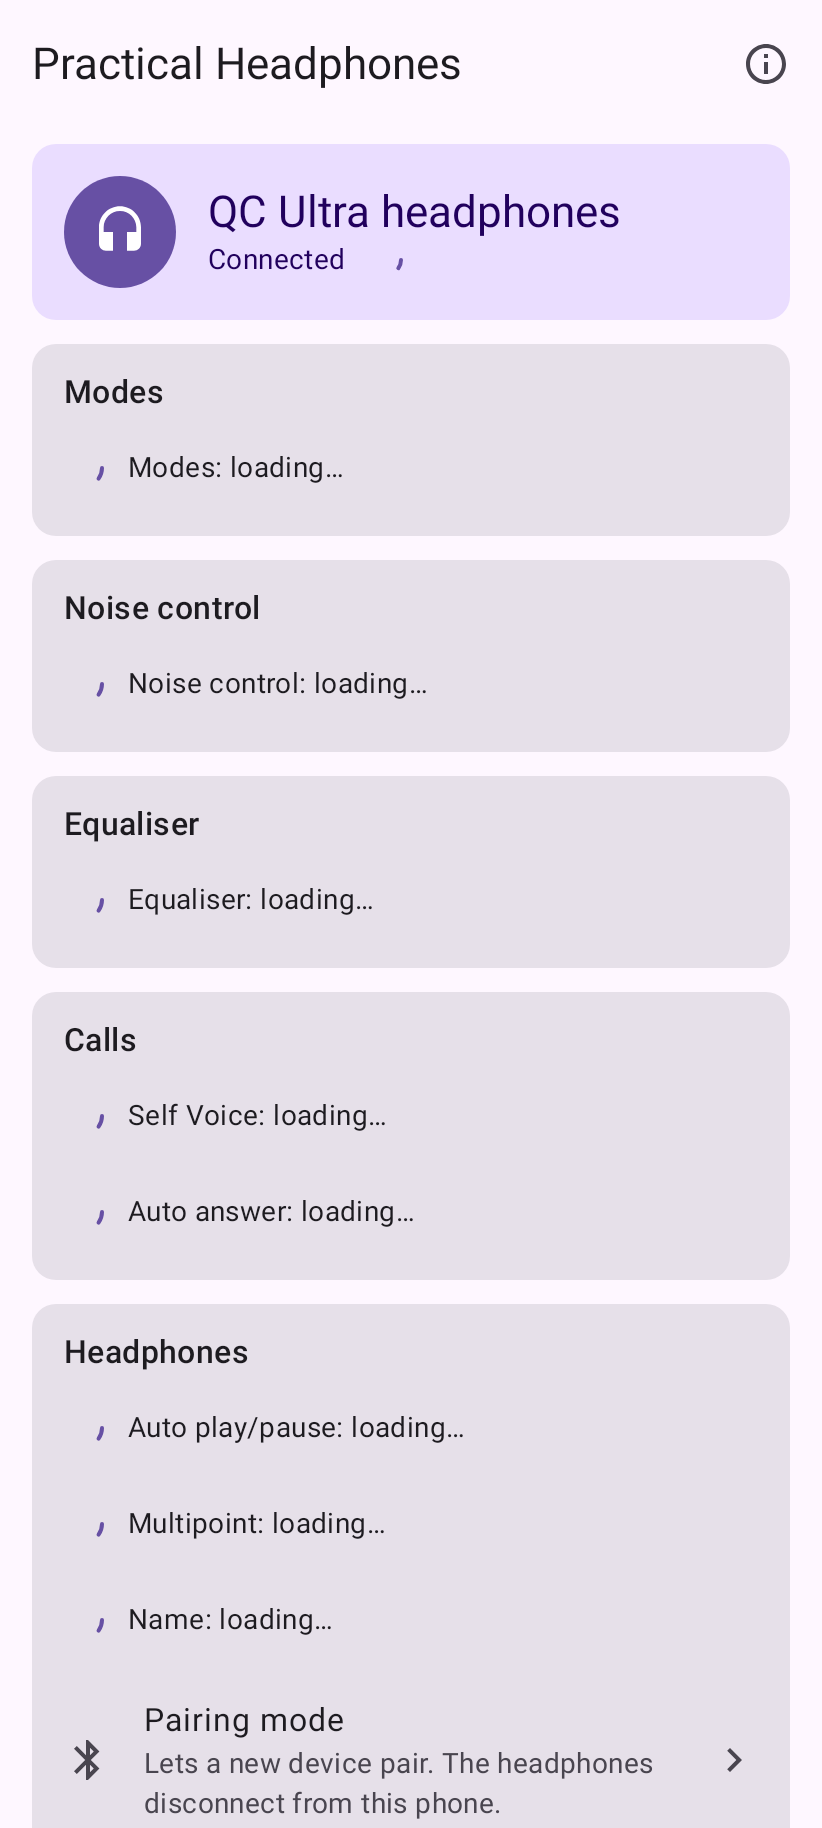 Practical Headphones
QC Ultra headphones
Connected
Modes
Modes: loading…
Noise control
Noise control: loading…
Equaliser
Equaliser: loading…
Calls
Self Voice: loading…
Auto answer: loading…
Headphones
Auto play/pause: loading…
Multipoint: loading…
Name: loading…
Pairing mode
Lets a new device pair. The headphones
disconnect from this phone.